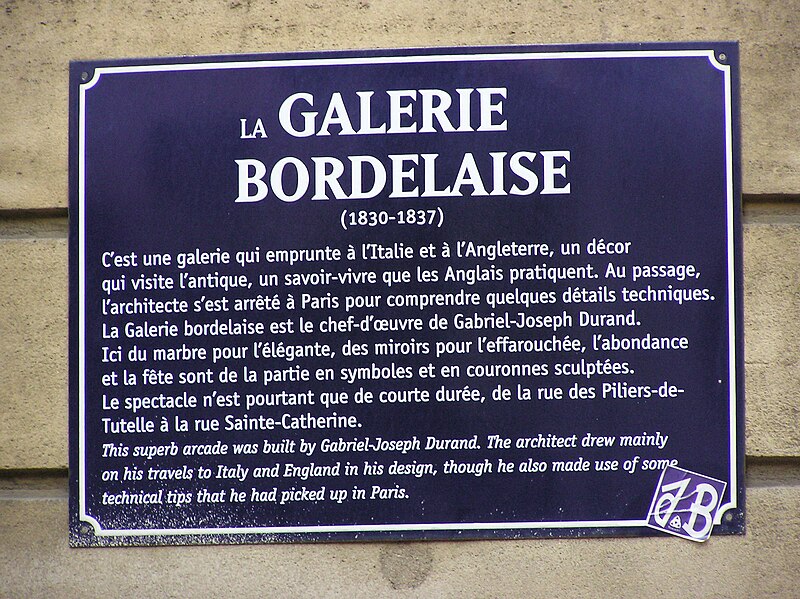 LA GALERIE
BORDELAISE
(1830-1837)
C'est une galerie qui emprunte à l'Italie et à l'Angleterre, un décor
qui visite l'antique, un savoir-vivre que les Anglais pratiquent. Au passage,
l'architecte s'est arrêté à Paris pour comprendre quelques détails techniques.
La Galerie bordelaise est le chef-d'œuvre de Gabriel-Joseph Durand.
Ici du marbre pour l'élégante, des miroirs pour l'effarouchée, l'abondance
et la fête sont de la partie en symboles et en couronnes sculptées.
Le spectacle n'est pourtant que de courte durée, de la rue des Piliers-de-
Tutelle à la rue Sainte-Catherine.
This superb arcade was built by Gabriel-Joseph Durand. The architect drew mainly
on his travels to Italy and England in his design, though he also made use of some
technical tips that he had picked up in Paris.